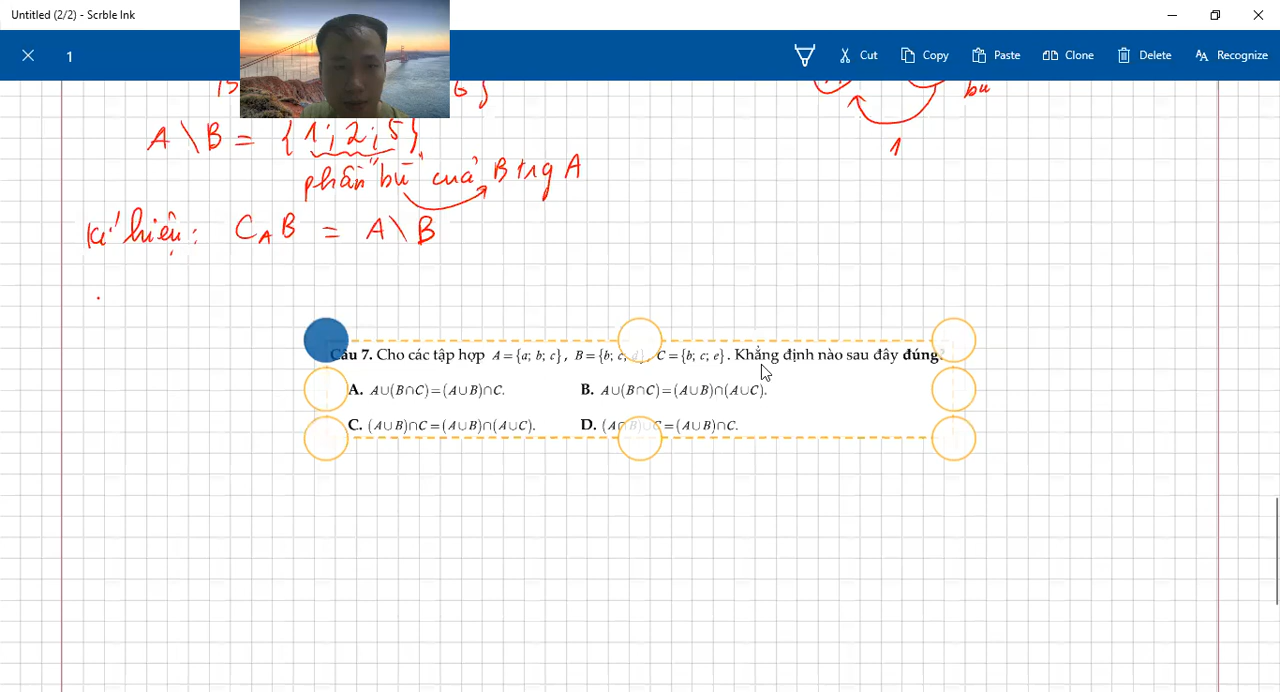 Untitled (2/2) - Scrble Ink
1 Cut Copy Paste Clone Delete Recognize
bù
1
A \ B = { 1; 2; 5 }
phần "bù" của B trg A
Kí hiệu: C_A B = A \ B
Câu 7. Cho các tập hợp A = {a; b; c}, B = {b; c; d}, C = {b; c; e}. Khẳng định nào sau đây đúng?
A. A∪(B∩C)=(A∪B)∩C. B. A∪(B∩C)=(A∪B)∩(A∪C).
C. (A∪B)∩C=(A∪B)∩(A∪C). D. (A∩B)∪C=(A∪B)∩C.